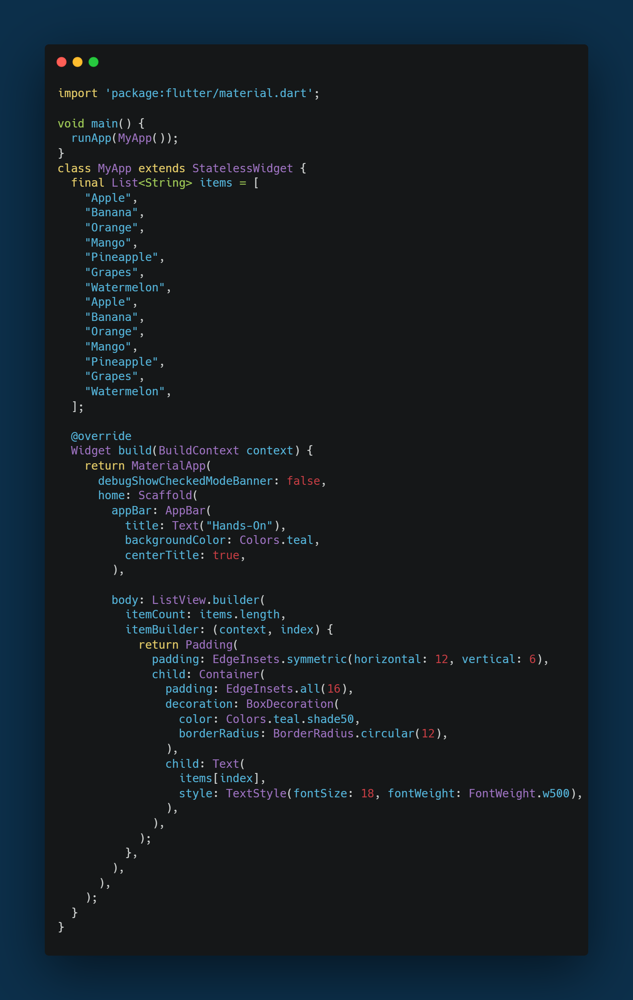 import 'package:flutter/material.dart';

void main() {
  runApp(MyApp());
}
class MyApp extends StatelessWidget {
  final List<String> items = [
    "Apple",
    "Banana",
    "Orange",
    "Mango",
    "Pineapple",
    "Grapes",
    "Watermelon",
    "Apple",
    "Banana",
    "Orange",
    "Mango",
    "Pineapple",
    "Grapes",
    "Watermelon",
  ];

  @override
  Widget build(BuildContext context) {
    return MaterialApp(
      debugShowCheckedModeBanner: false,
      home: Scaffold(
        appBar: AppBar(
          title: Text("Hands-On"),
          backgroundColor: Colors.teal,
          centerTitle: true,
        ),

        body: ListView.builder(
          itemCount: items.length,
          itemBuilder: (context, index) {
            return Padding(
              padding: EdgeInsets.symmetric(horizontal: 12, vertical: 6),
              child: Container(
                padding: EdgeInsets.all(16),
                decoration: BoxDecoration(
                  color: Colors.teal.shade50,
                  borderRadius: BorderRadius.circular(12),
                ),
                child: Text(
                  items[index],
                  style: TextStyle(fontSize: 18, fontWeight: FontWeight.w500),
                ),
              ),
            );
          },
        ),
      ),
    );
  }
}